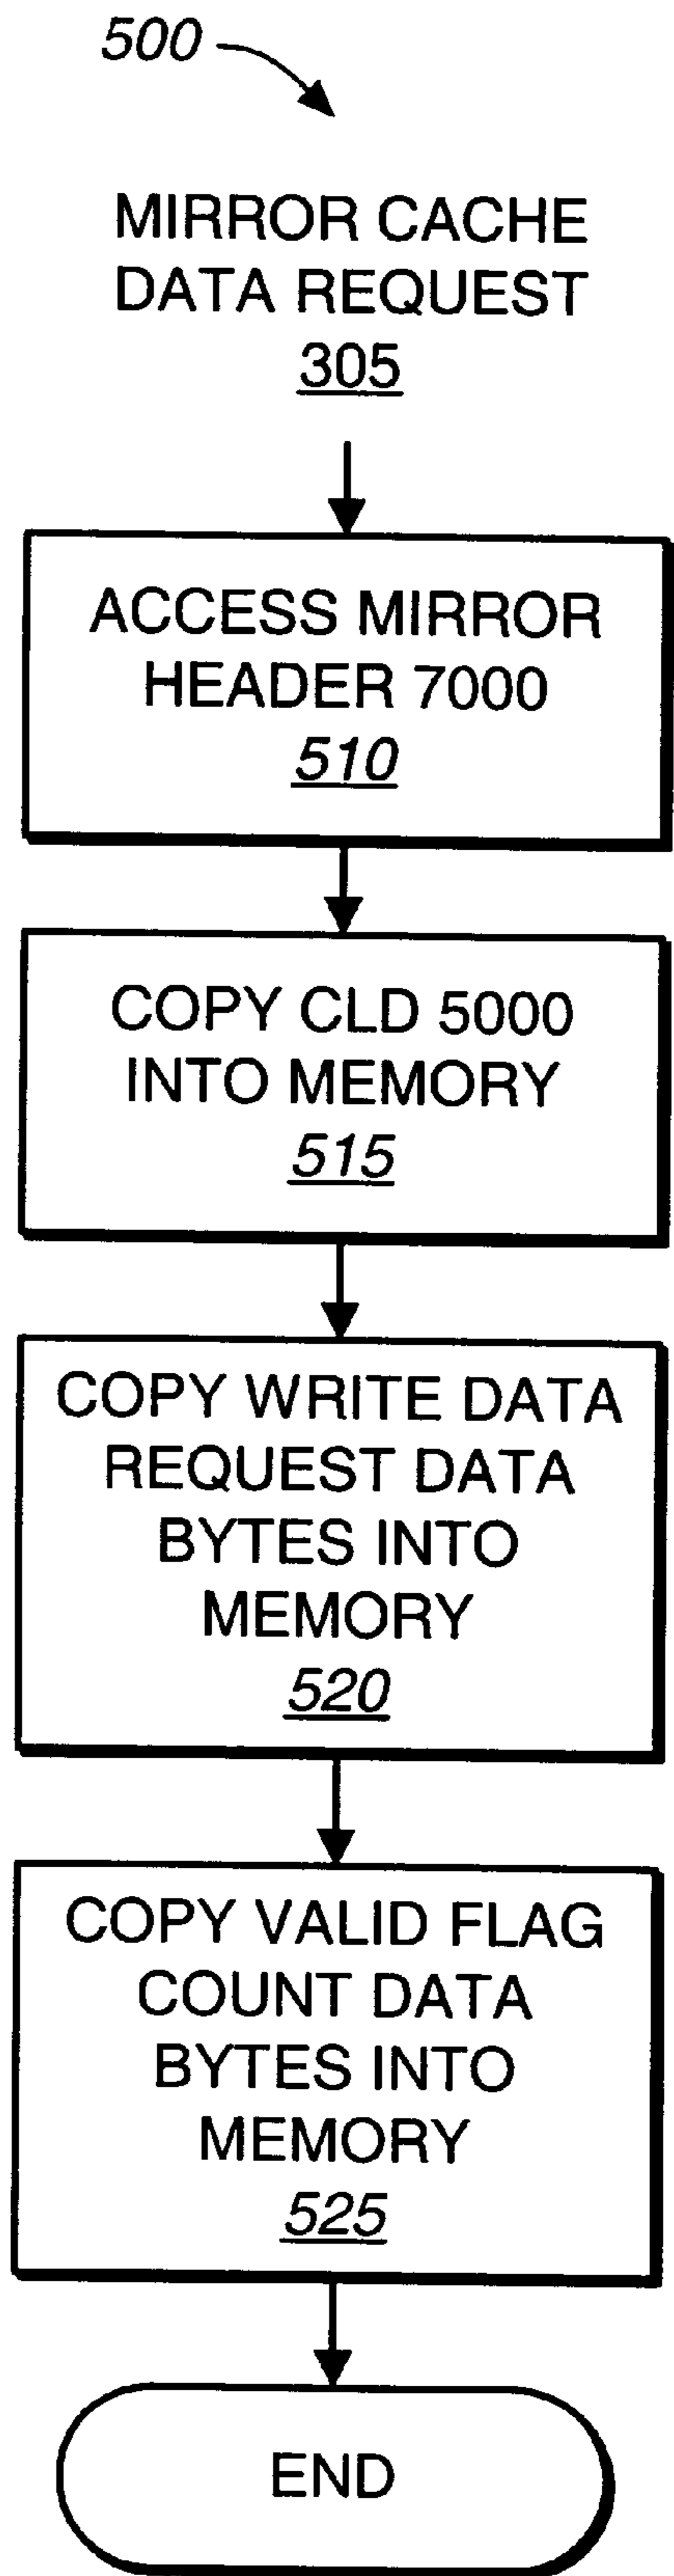 500
MIRROR CACHE
DATA REQUEST
305
ACCESS MIRROR
HEADER 7000
510
COPY CLD 5000
INTO MEMORY
515
COPY WRITE DATA
REQUEST DATA
BYTES INTO
MEMORY
520
COPY VALID FLAG
COUNT DATA
BYTES INTO
MEMORY
525
END